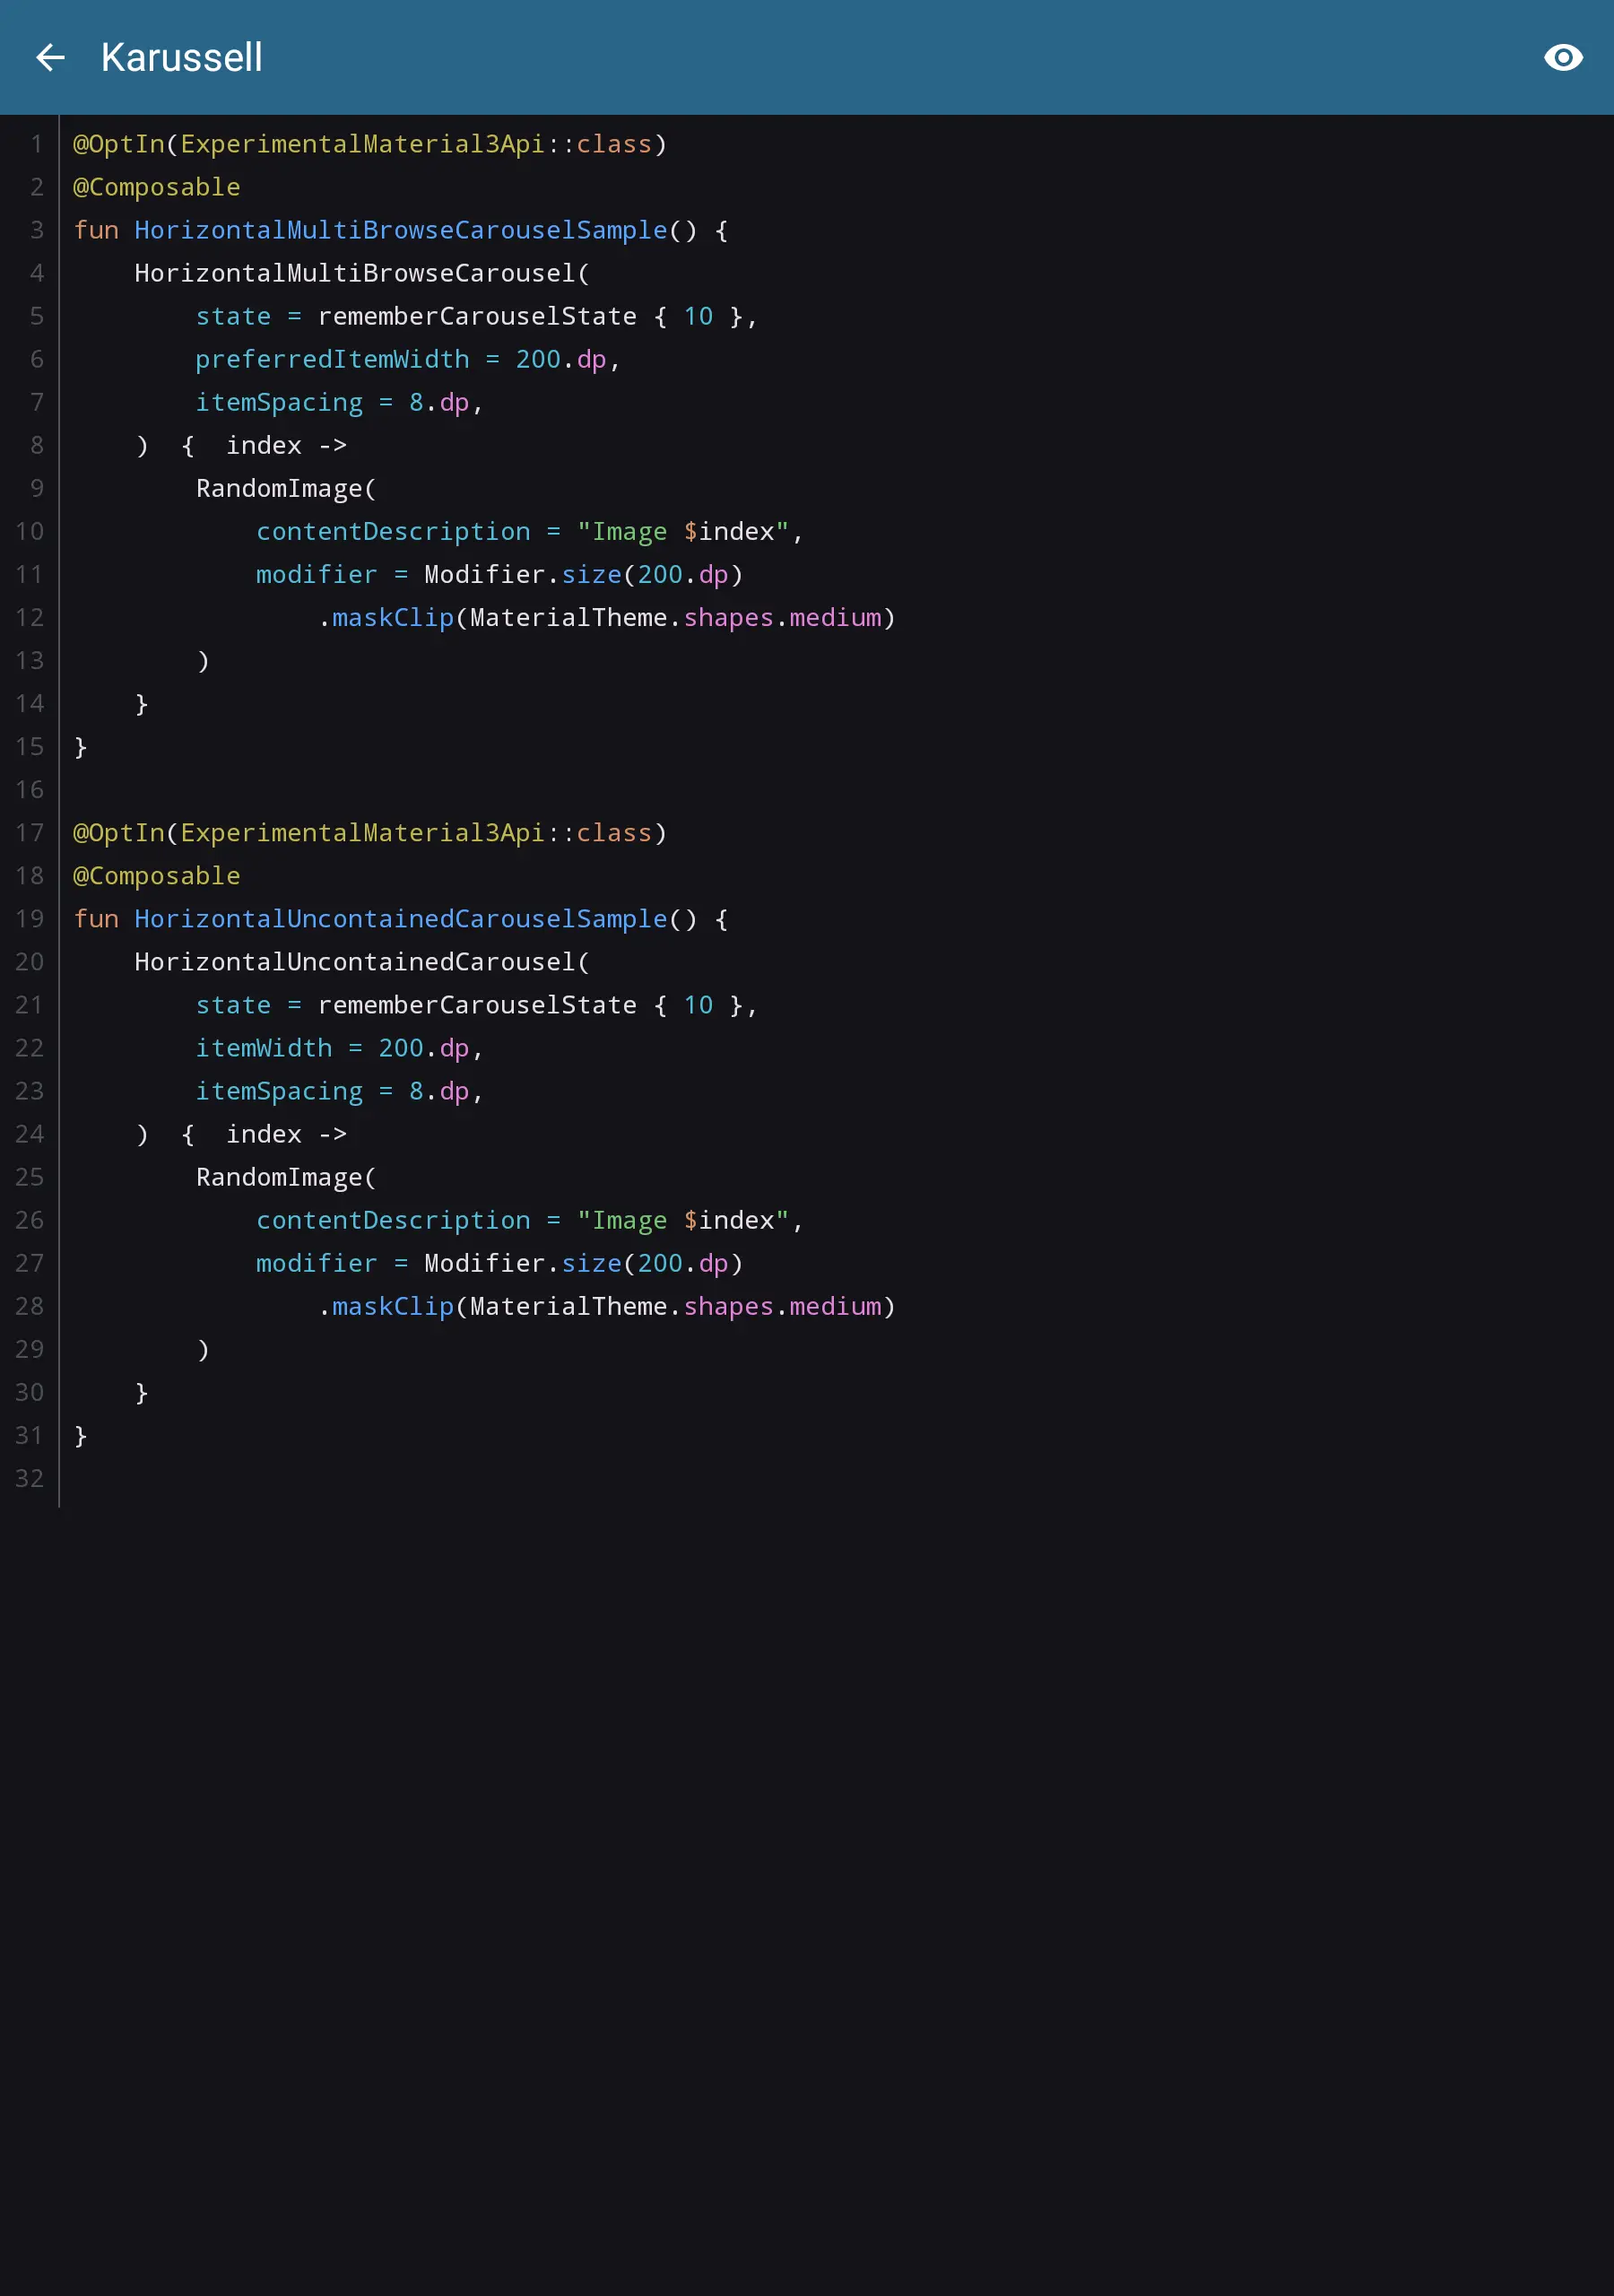 Karussell
1 @OptIn(ExperimentalMaterial3Api::class)
2 @Composable
3 fun HorizontalMultiBrowseCarouselSample() {
4     HorizontalMultiBrowseCarousel(
5         state = rememberCarouselState { 10 },
6         preferredItemWidth = 200.dp,
7         itemSpacing = 8.dp,
8     )  {  index ->
9         RandomImage(
10             contentDescription = "Image $index",
11             modifier = Modifier.size(200.dp)
12                 .maskClip(MaterialTheme.shapes.medium)
13         )
14     }
15 }
16
17 @OptIn(ExperimentalMaterial3Api::class)
18 @Composable
19 fun HorizontalUncontainedCarouselSample() {
20     HorizontalUncontainedCarousel(
21         state = rememberCarouselState { 10 },
22         itemWidth = 200.dp,
23         itemSpacing = 8.dp,
24     )  {  index ->
25         RandomImage(
26             contentDescription = "Image $index",
27             modifier = Modifier.size(200.dp)
28                 .maskClip(MaterialTheme.shapes.medium)
29         )
30     }
31 }
32